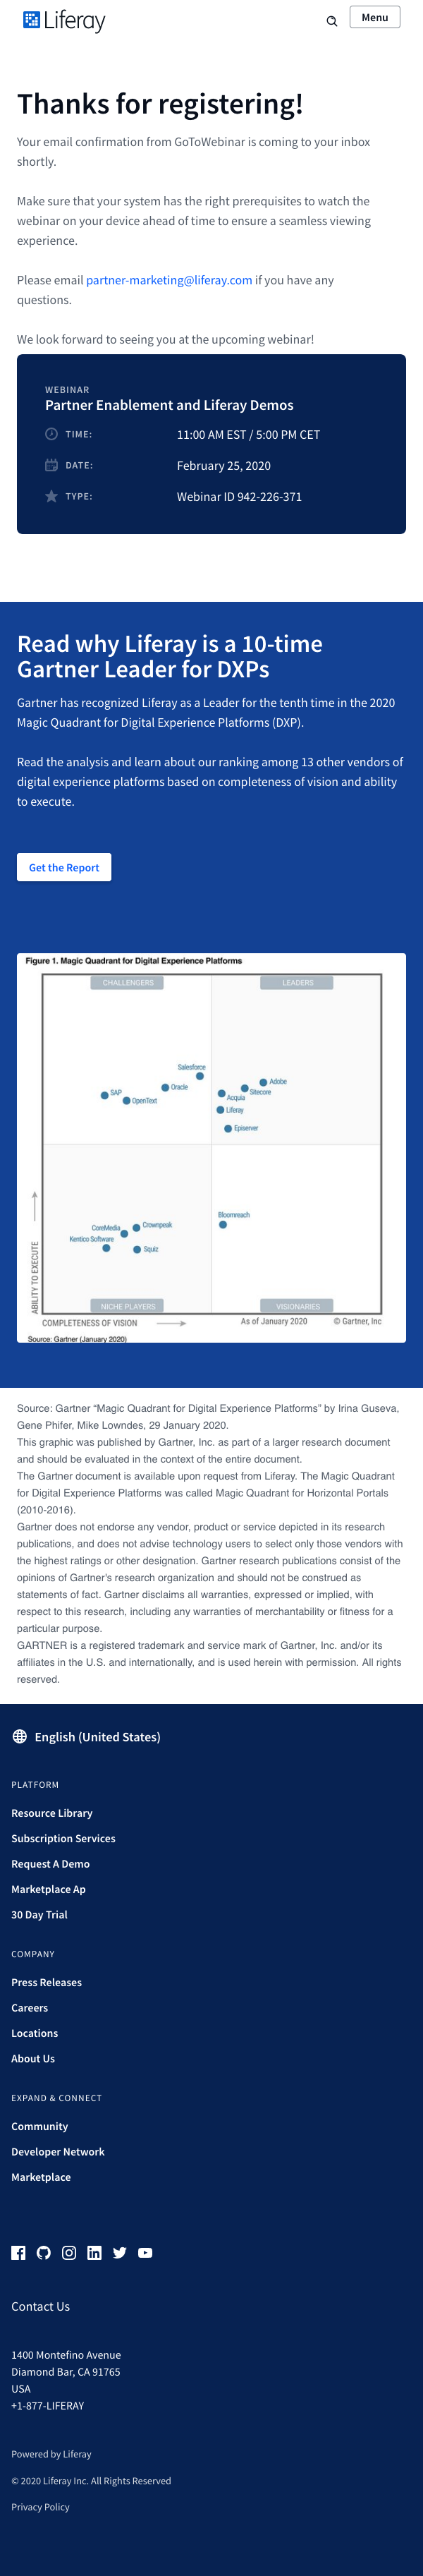 Liferay
Menu
Thanks for registering!
Your email confirmation from GoToWebinar is coming to your inbox
shortly.
Make sure that your system has the right prerequisites to watch the
webinar on your device ahead of time to ensure a seamless viewing
experience.
Please email partner-marketing@liferay.com if you have any
questions.
We look forward to seeing you at the upcoming webinar!
WEBINAR
Partner Enablement and Liferay Demos
TIME: 11:00 AM EST / 5:00 PM CET
DATE: February 25, 2020
TYPE: Webinar ID 942-226-371
Read why Liferay is a 10-time
Gartner Leader for DXPs
Gartner has recognized Liferay as a Leader for the tenth time in the 2020
Magic Quadrant for Digital Experience Platforms (DXP).
Read the analysis and learn about our ranking among 13 other vendors of
digital experience platforms based on completeness of vision and ability
to execute.
Get the Report
Figure 1. Magic Quadrant for Digital Experience Platforms
CHALLENGERS LEADERS
Salesforce
Adobe
Oracle
Sitecore
SAP
Acquia
OpenText
Liferay
Episerver
Bloomreach
CoreMedia
Crownpeak
Kentico Software
Squiz
ABILITY TO EXECUTE
NICHE PLAYERS VISIONARIES
COMPLETENESS OF VISION As of January 2020 © Gartner, Inc
Source: Gartner (January 2020)
Source: Gartner “Magic Quadrant for Digital Experience Platforms” by Irina Guseva,
Gene Phifer, Mike Lowndes, 29 January 2020.
This graphic was published by Gartner, Inc. as part of a larger research document
and should be evaluated in the context of the entire document.
The Gartner document is available upon request from Liferay. The Magic Quadrant
for Digital Experience Platforms was called Magic Quadrant for Horizontal Portals
(2010-2016).
Gartner does not endorse any vendor, product or service depicted in its research
publications, and does not advise technology users to select only those vendors with
the highest ratings or other designation. Gartner research publications consist of the
opinions of Gartner's research organization and should not be construed as
statements of fact. Gartner disclaims all warranties, expressed or implied, with
respect to this research, including any warranties of merchantability or fitness for a
particular purpose.
GARTNER is a registered trademark and service mark of Gartner, Inc. and/or its
affiliates in the U.S. and internationally, and is used herein with permission. All rights
reserved.
English (United States)
PLATFORM
Resource Library
Subscription Services
Request A Demo
Marketplace Ap
30 Day Trial
COMPANY
Press Releases
Careers
Locations
About Us
EXPAND & CONNECT
Community
Developer Network
Marketplace
Contact Us
1400 Montefino Avenue
Diamond Bar, CA 91765
USA
+1-877-LIFERAY
Powered by Liferay
© 2020 Liferay Inc. All Rights Reserved
Privacy Policy